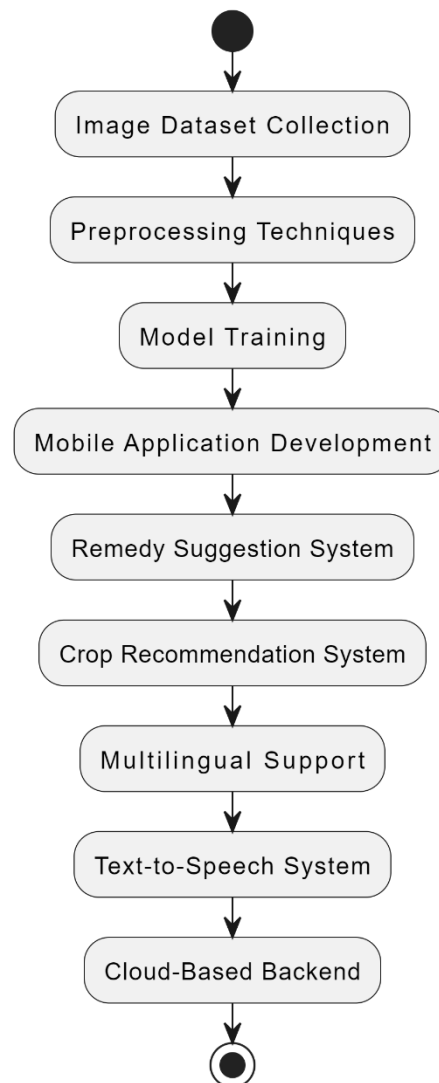 Image Dataset Collection
Preprocessing Techniques
Model Training
Mobile Application Development
Remedy Suggestion System
Crop Recommendation System
Multilingual Support
Text-to-Speech System
Cloud-Based Backend